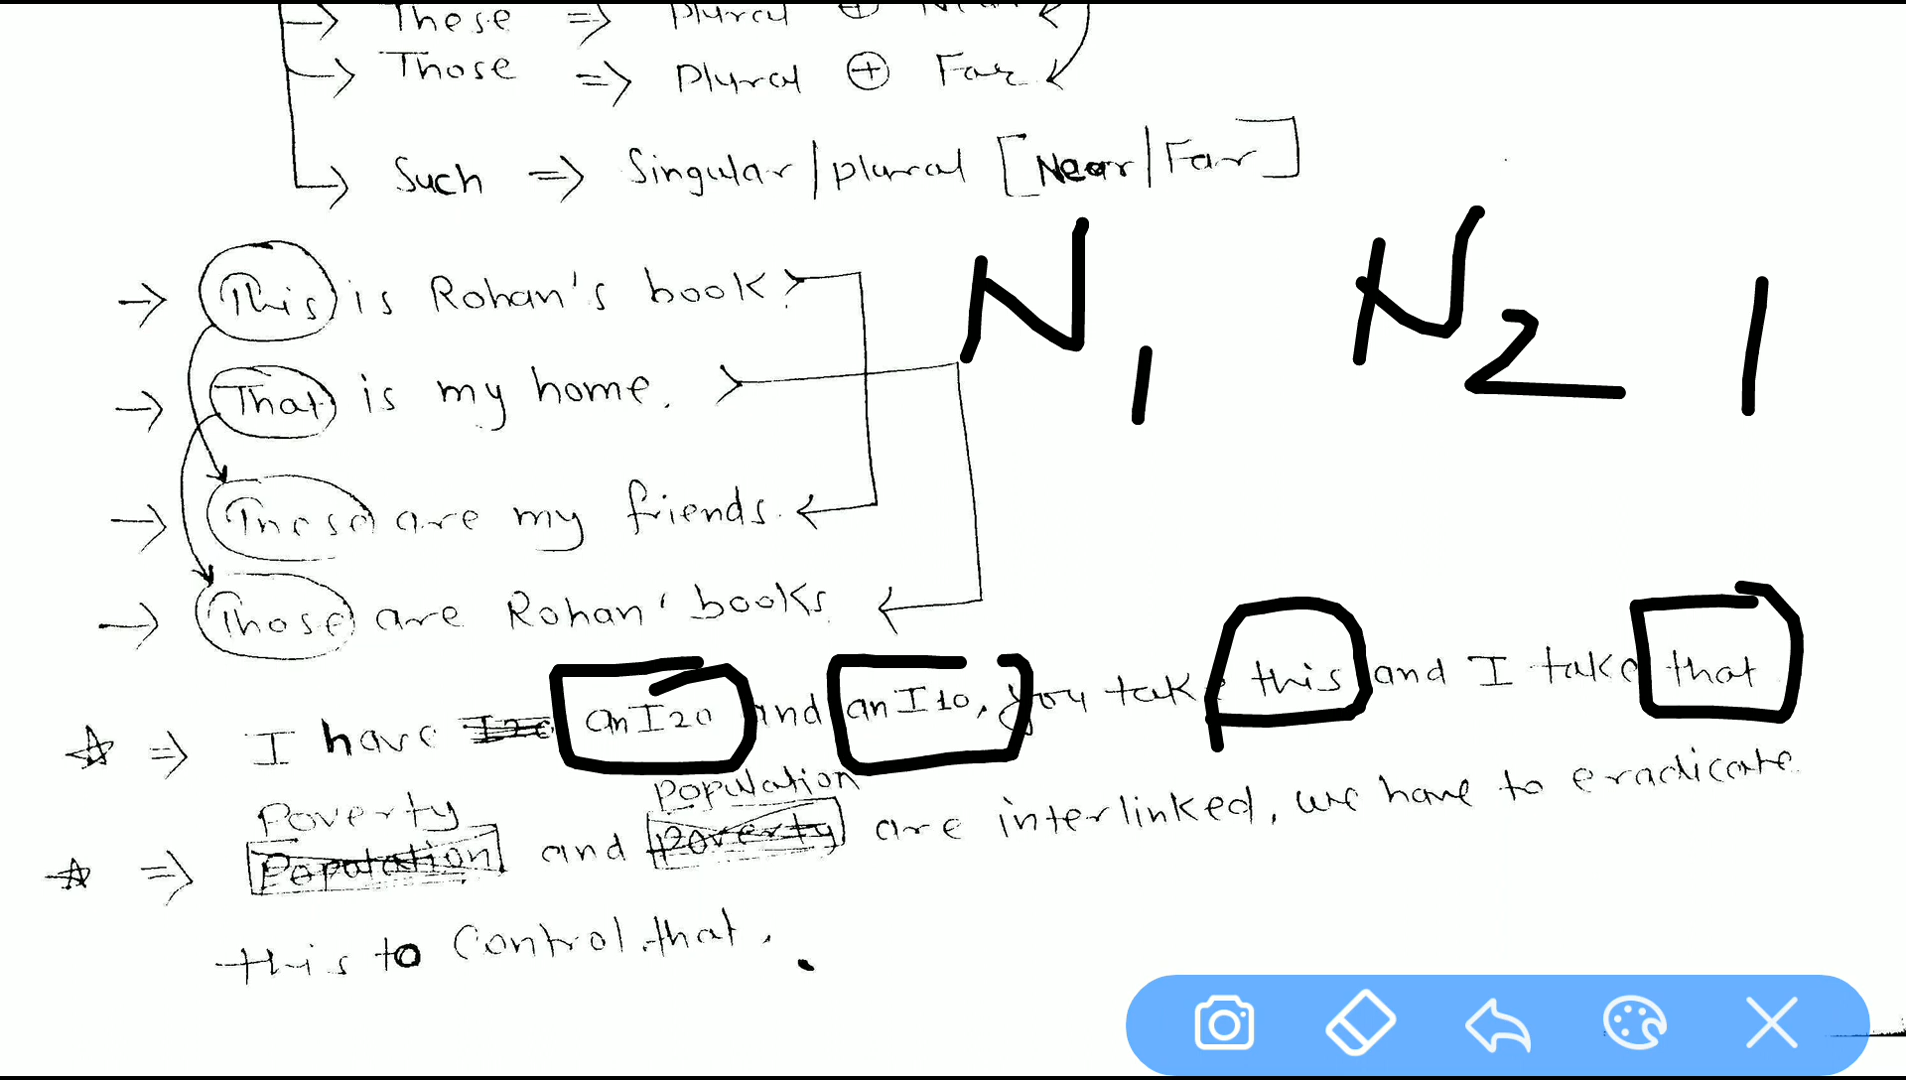 These => Plural ⊕ Near
Those => Plural ⊕ Far
Such => Singular/plural [Near/Far]
N1 N2 1
→ This is Rohan's book.
→ That is my home.
→ These are my friends.
→ Those are Rohan' books.
☆ => I have an I20 and an I10, you take this and I take that
Poverty Population
☆ => Population and Poverty are interlinked, we have to eradicate
this to control that.